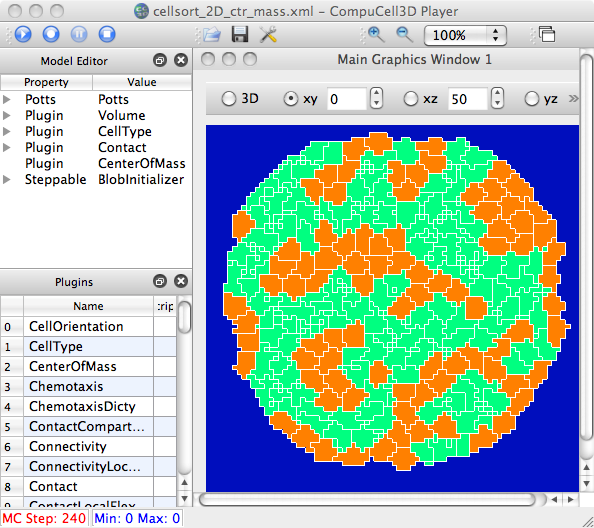 cellsort_2D_ctr_mass.xml - CompuCell3D Player
100%
Model Editor
Property Value
Potts Potts
Plugin Volume
Plugin CellType
Plugin Contact
Plugin CenterOfMass
Steppable BlobInitializer
Main Graphics Window 1
3D xy 0 xz 50 yz »
Plugins
Name :rip
0 CellOrientation
1 CellType
2 CenterOfMass
3 Chemotaxis
4 ChemotaxisDicty
5 ContactCompart...
6 Connectivity
7 ConnectivityLoc...
8 Contact
9 ContactLocalFlex
MC Step: 240 Min: 0 Max: 0